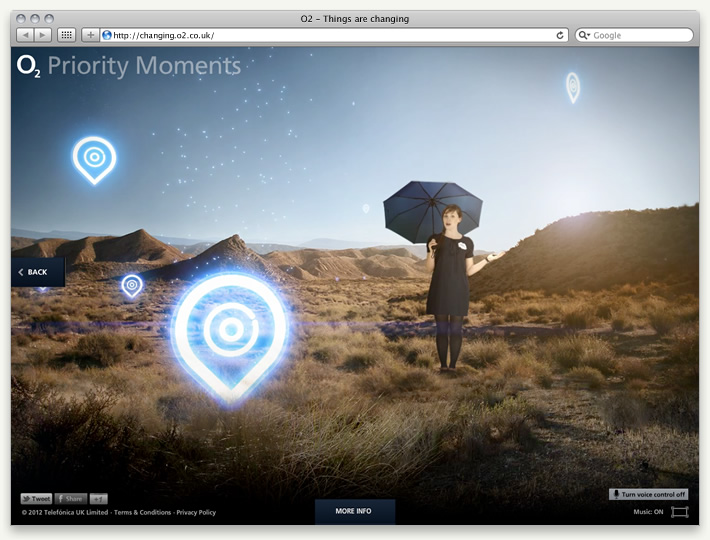 O2 – Things are changing
http://changing.o2.co.uk/
Google
O2 Priority Moments
BACK
Tweet
Share
+1
Turn voice control off
© 2012 Telefónica UK Limited · Terms & Conditions · Privacy Policy
MORE INFO
Music: ON